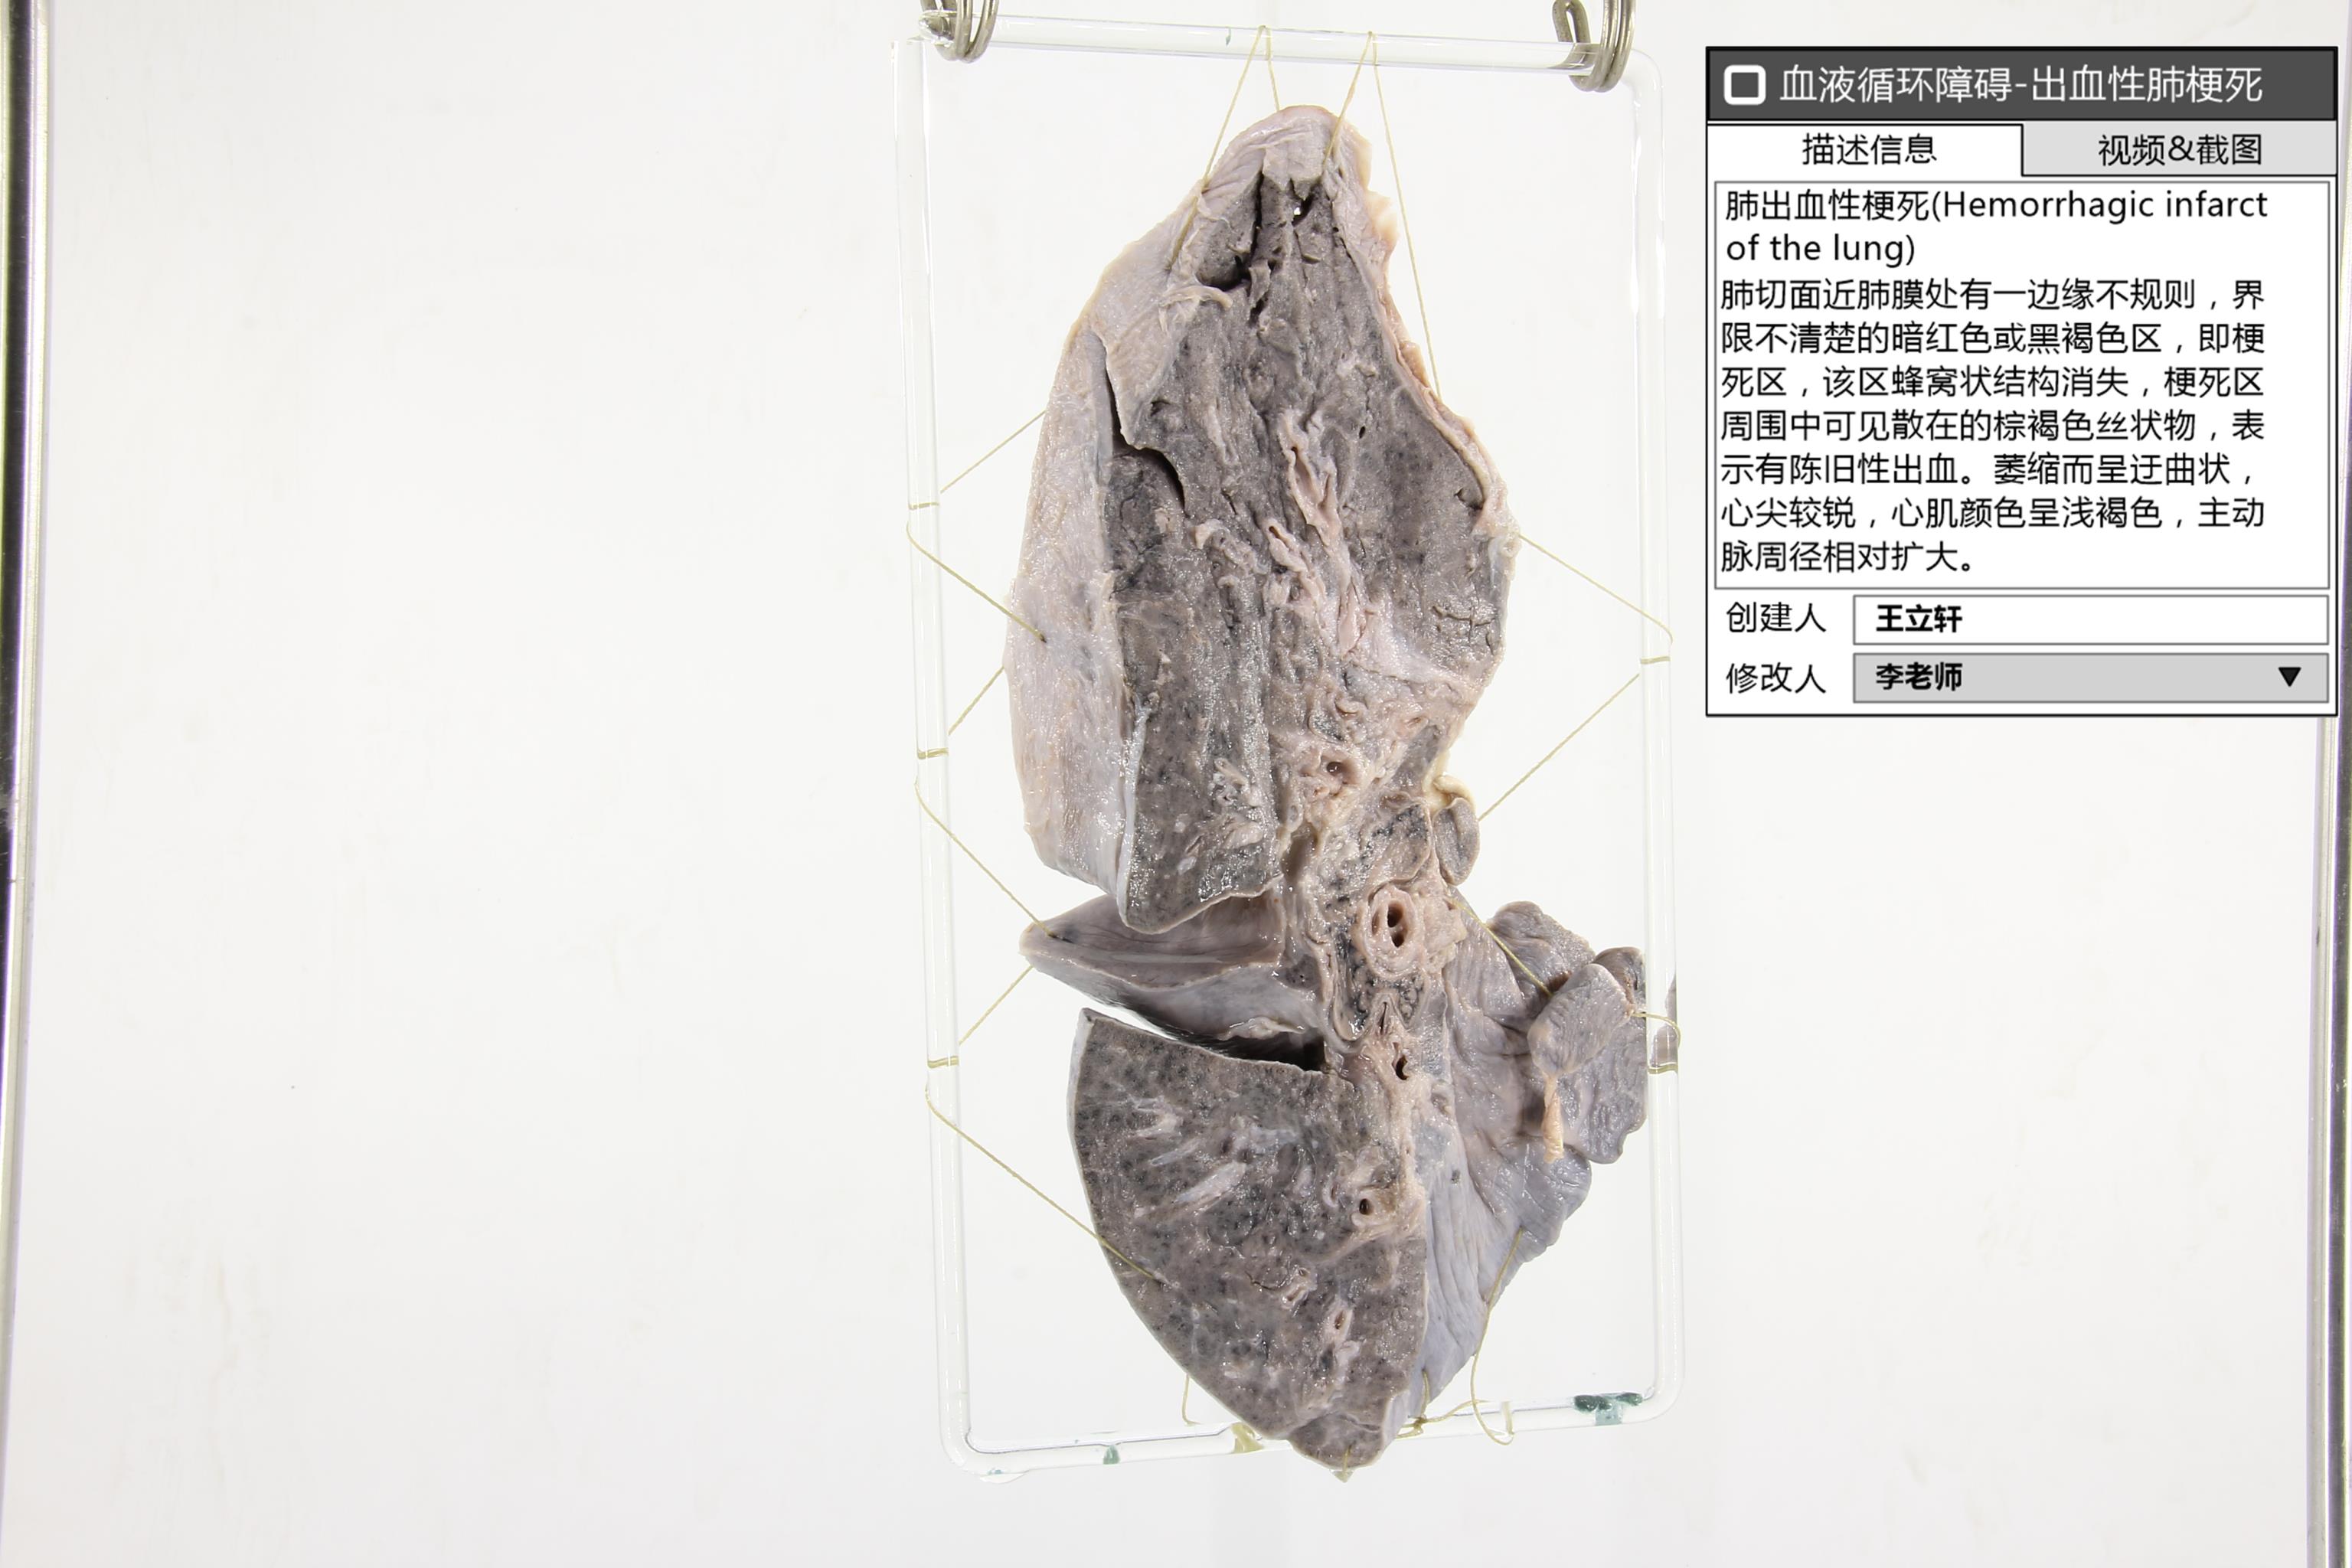 血液循环障碍-出血性肺梗死
描述信息
视频&截图
肺出血性梗死(Hemorrhagic infarct
of the lung)
肺切面近肺膜处有一边缘不规则，界
限不清楚的暗红色或黑褐色区，即梗
死区，该区蜂窝状结构消失，梗死区
周围中可见散在的棕褐色丝状物，表
示有陈旧性出血。萎缩而呈迂曲状，
心尖较锐，心肌颜色呈浅褐色，主动
脉周径相对扩大。
创建人 王立轩
修改人 李老师